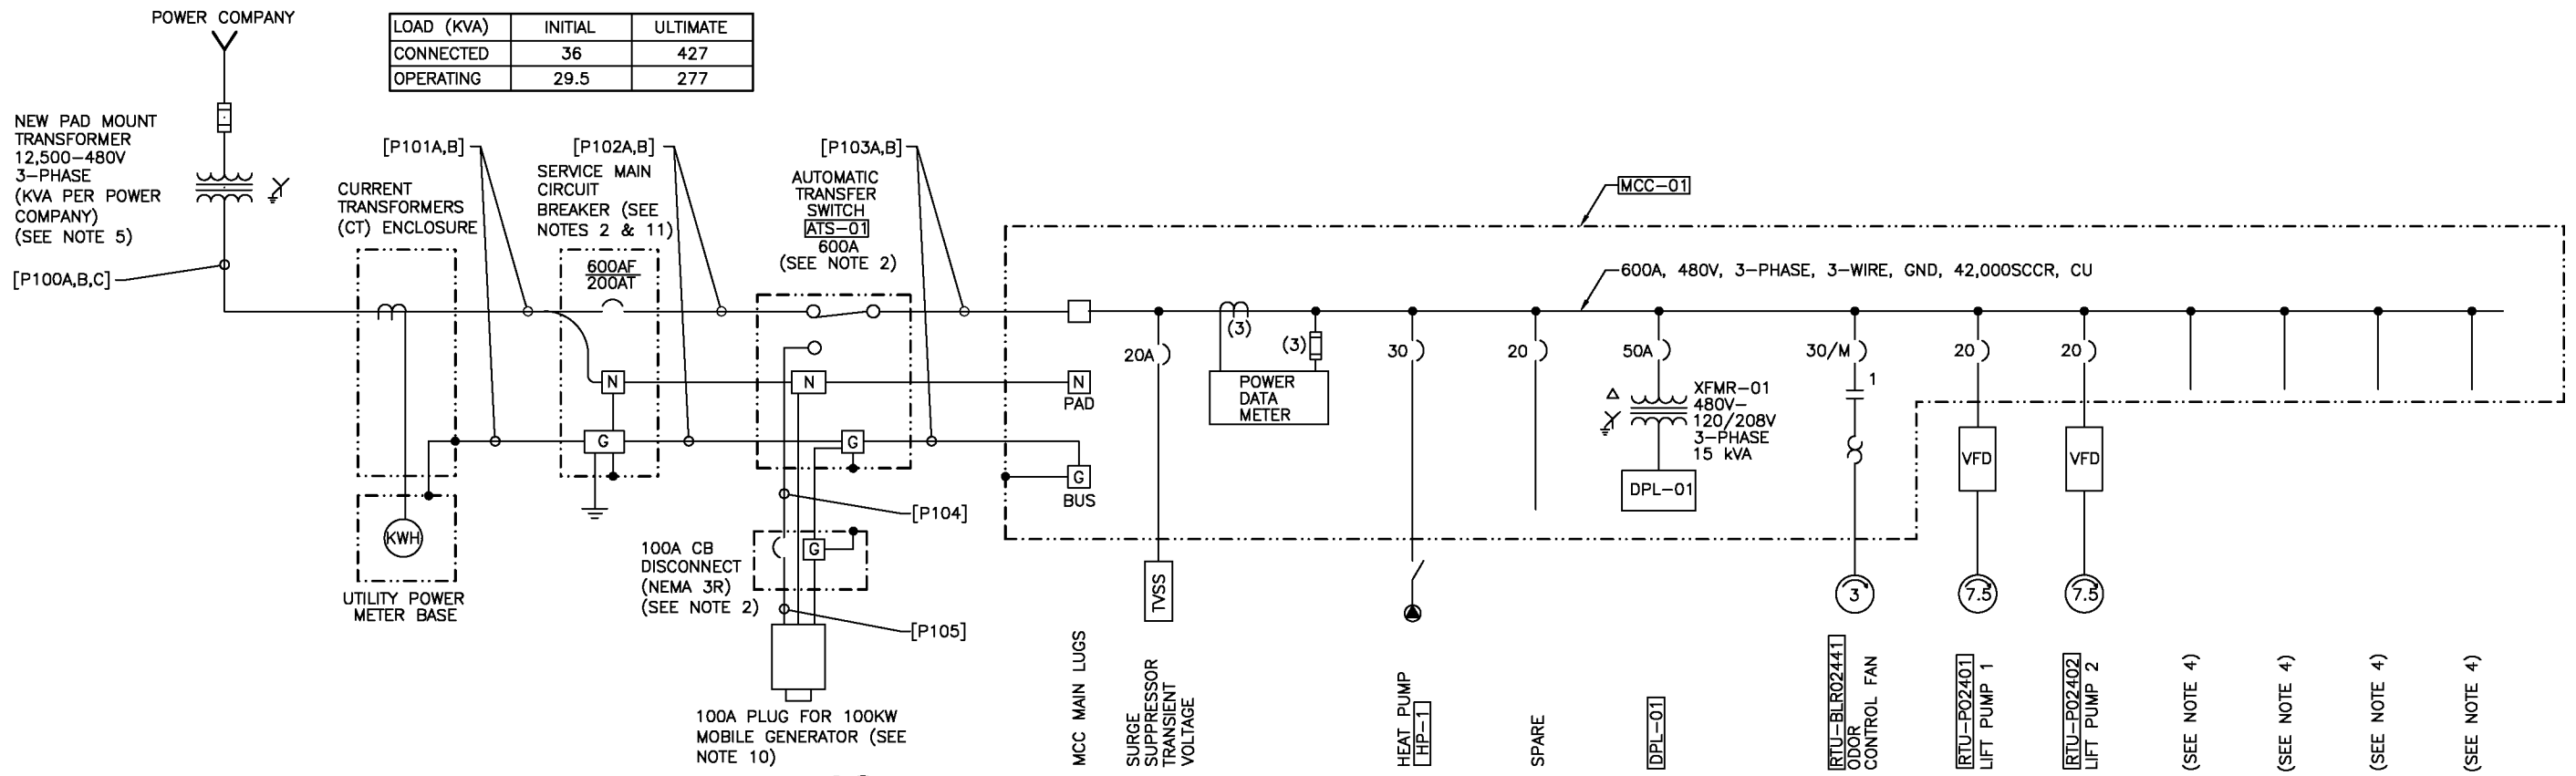 POWER COMPANY
LOAD (KVA) INITIAL ULTIMATE
CONNECTED 36 427
OPERATING 29.5 277
NEW PAD MOUNT
TRANSFORMER
12,500-480V
3-PHASE
(KVA PER POWER
COMPANY)
(SEE NOTE 5)
[P100A,B,C]
[P101A,B]
CURRENT
TRANSFORMERS
(CT) ENCLOSURE
KWH
UTILITY POWER
METER BASE
[P102A,B]
SERVICE MAIN
CIRCUIT
BREAKER (SEE
NOTES 2 & 11)
600AF
200AT
N
G
[P103A,B]
AUTOMATIC
TRANSFER
SWITCH
ATS-01
600A
(SEE NOTE 2)
N
G
[P104]
100A CB
DISCONNECT
(NEMA 3R)
(SEE NOTE 2)
G
[P105]
100A PLUG FOR 100KW
MOBILE GENERATOR (SEE
NOTE 10)
MCC-01
600A, 480V, 3-PHASE, 3-WIRE, GND, 42,000SCCR, CU
N
PAD
G
BUS
MCC MAIN LUGS
20A
TVSS
SURGE
SUPPRESSOR
TRANSIENT
VOLTAGE
(3)
(3)
POWER
DATA
METER
30
HEAT PUMP
HP-1
20
SPARE
50A
XFMR-01
480V-
120/208V
3-PHASE
15 kVA
DPL-01
DPL-01
30/M
1
3
RTU-BLR02441
ODOR
CONTROL FAN
20
VFD
7.5
RTU-P02401
LIFT PUMP 1
20
VFD
7.5
RTU-P02402
LIFT PUMP 2
(SEE NOTE 4)
(SEE NOTE 4)
(SEE NOTE 4)
(SEE NOTE 4)